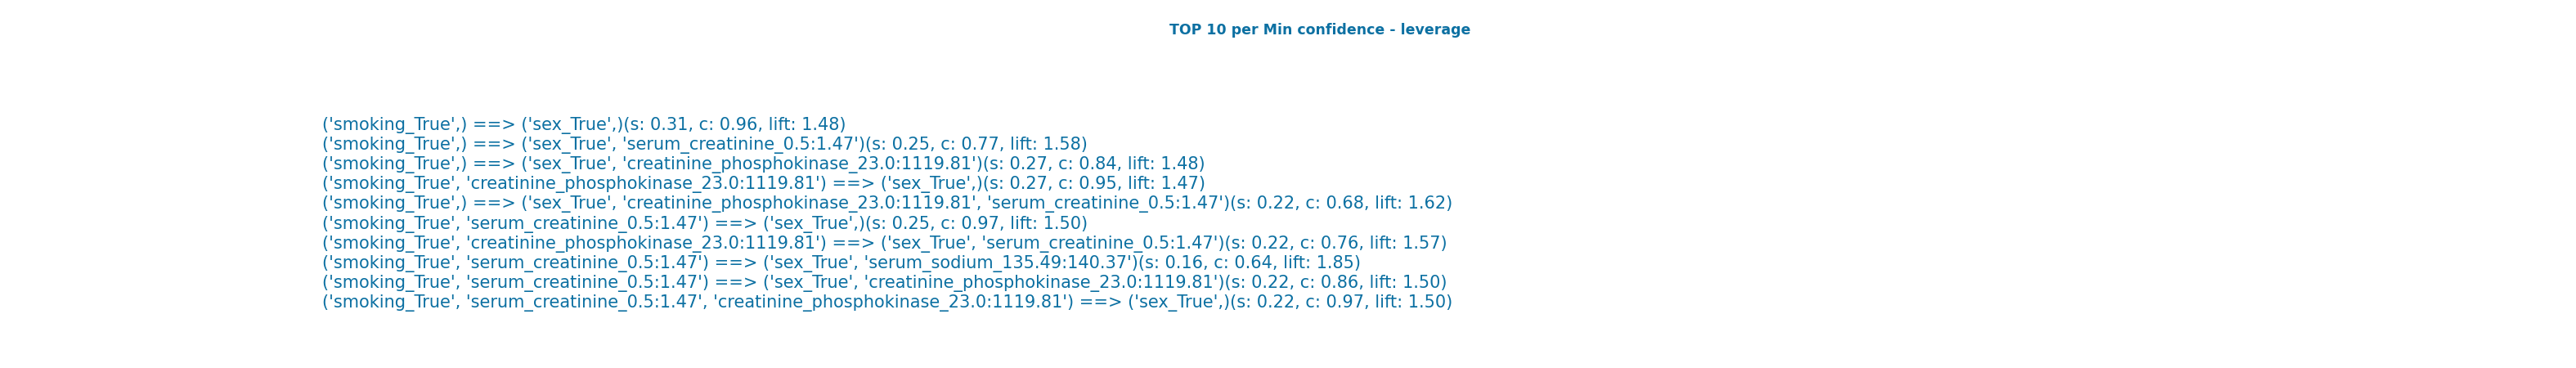 TOP 10 per Min confidence - leverage
('smoking_True',) ==> ('sex_True',)(s: 0.31, c: 0.96, lift: 1.48)
('smoking_True',) ==> ('sex_True', 'serum_creatinine_0.5:1.47')(s: 0.25, c: 0.77, lift: 1.58)
('smoking_True',) ==> ('sex_True', 'creatinine_phosphokinase_23.0:1119.81')(s: 0.27, c: 0.84, lift: 1.48)
('smoking_True', 'creatinine_phosphokinase_23.0:1119.81') ==> ('sex_True',)(s: 0.27, c: 0.95, lift: 1.47)
('smoking_True',) ==> ('sex_True', 'creatinine_phosphokinase_23.0:1119.81', 'serum_creatinine_0.5:1.47')(s: 0.22, c: 0.68, lift: 1.62)
('smoking_True', 'serum_creatinine_0.5:1.47') ==> ('sex_True',)(s: 0.25, c: 0.97, lift: 1.50)
('smoking_True', 'creatinine_phosphokinase_23.0:1119.81') ==> ('sex_True', 'serum_creatinine_0.5:1.47')(s: 0.22, c: 0.76, lift: 1.57)
('smoking_True', 'serum_creatinine_0.5:1.47') ==> ('sex_True', 'serum_sodium_135.49:140.37')(s: 0.16, c: 0.64, lift: 1.85)
('smoking_True', 'serum_creatinine_0.5:1.47') ==> ('sex_True', 'creatinine_phosphokinase_23.0:1119.81')(s: 0.22, c: 0.86, lift: 1.50)
('smoking_True', 'serum_creatinine_0.5:1.47', 'creatinine_phosphokinase_23.0:1119.81') ==> ('sex_True',)(s: 0.22, c: 0.97, lift: 1.50)